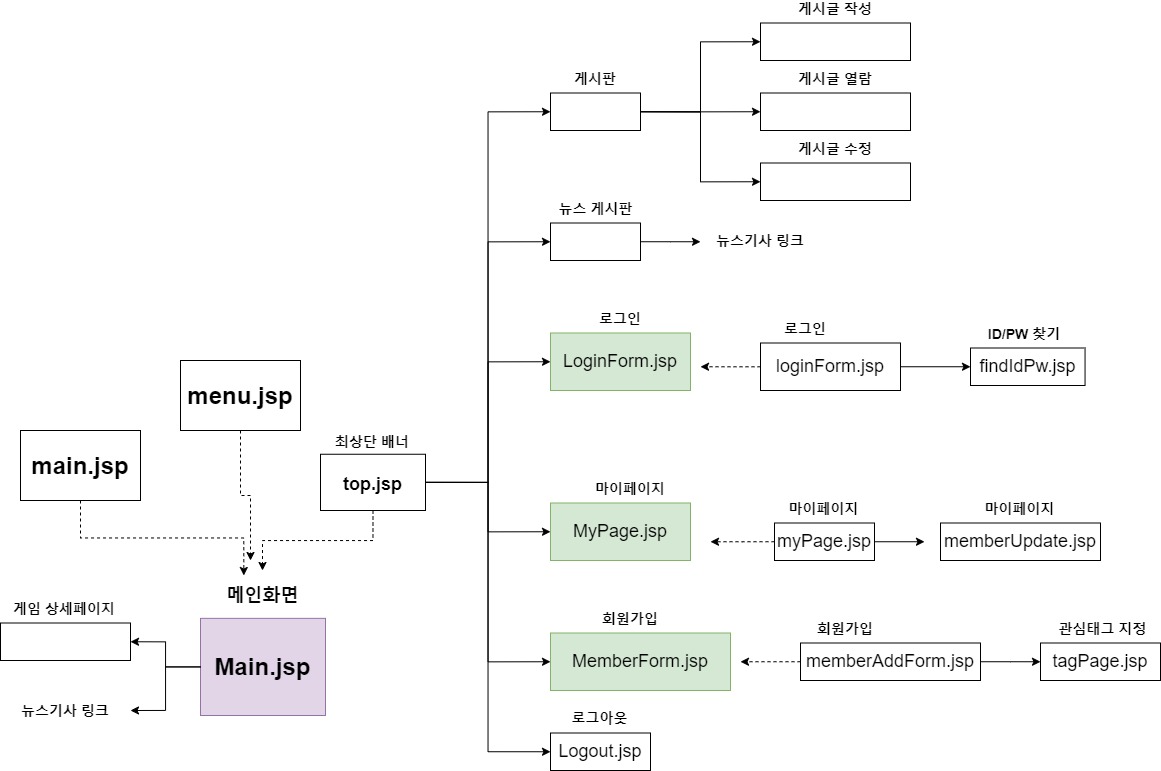 게시글 작성
게시판
게시글 열람
게시글 수정
뉴스 게시판
뉴스기사 링크
로그인
LoginForm.jsp
로그인
loginForm.jsp
ID/PW 찾기
findIdPw.jsp
menu.jsp
main.jsp
최상단 배너
top.jsp
마이페이지
MyPage.jsp
마이페이지
myPage.jsp
마이페이지
memberUpdate.jsp
메인화면
Main.jsp
게임 상세페이지
뉴스기사 링크
회원가입
MemberForm.jsp
회원가입
memberAddForm.jsp
관심태그 지정
tagPage.jsp
로그아웃
Logout.jsp